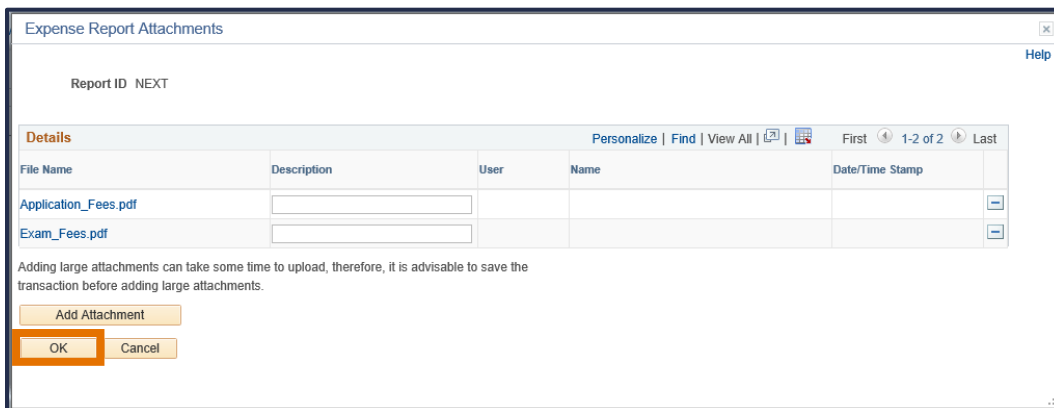 Expense Report Attachments
Help
Report ID NEXT
Details Personalize | Find | View All | | First 1-2 of 2 Last
File Name Description User Name Date/Time Stamp
Application_Fees.pdf
Exam_Fees.pdf
Adding large attachments can take some time to upload, therefore, it is advisable to save the
transaction before adding large attachments.
Add Attachment
OK Cancel